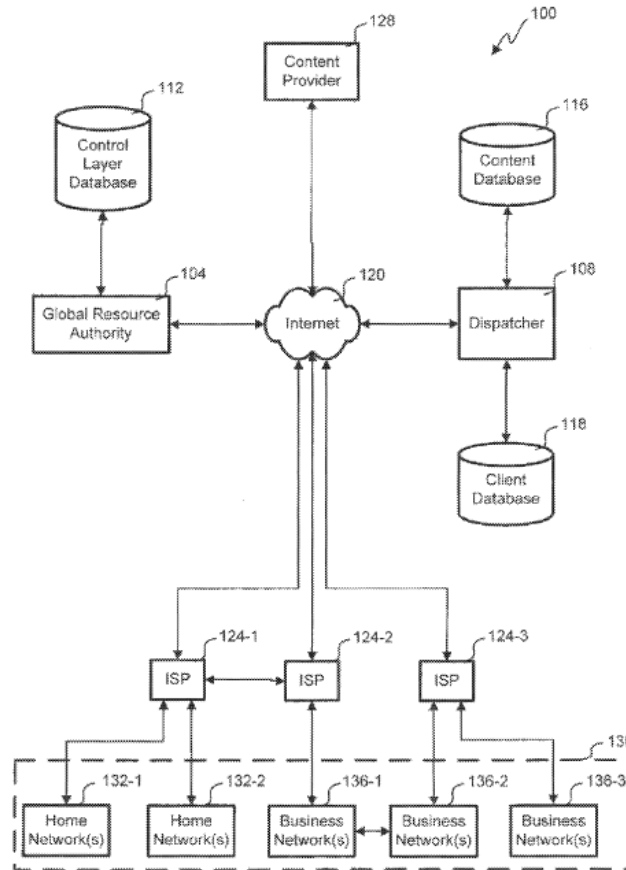 100
128
Content
Provider
112
Control
Layer
Database
116
Content
Database
104
Global Resource
Authority
120
Internet
108
Dispatcher
118
Client
Database
124-1
ISP
124-2
ISP
124-3
ISP
132-1
Home
Network(s)
132-2
Home
Network(s)
136-1
Business
Network(s)
136-2
Business
Network(s)
136-3
Business
Network(s)